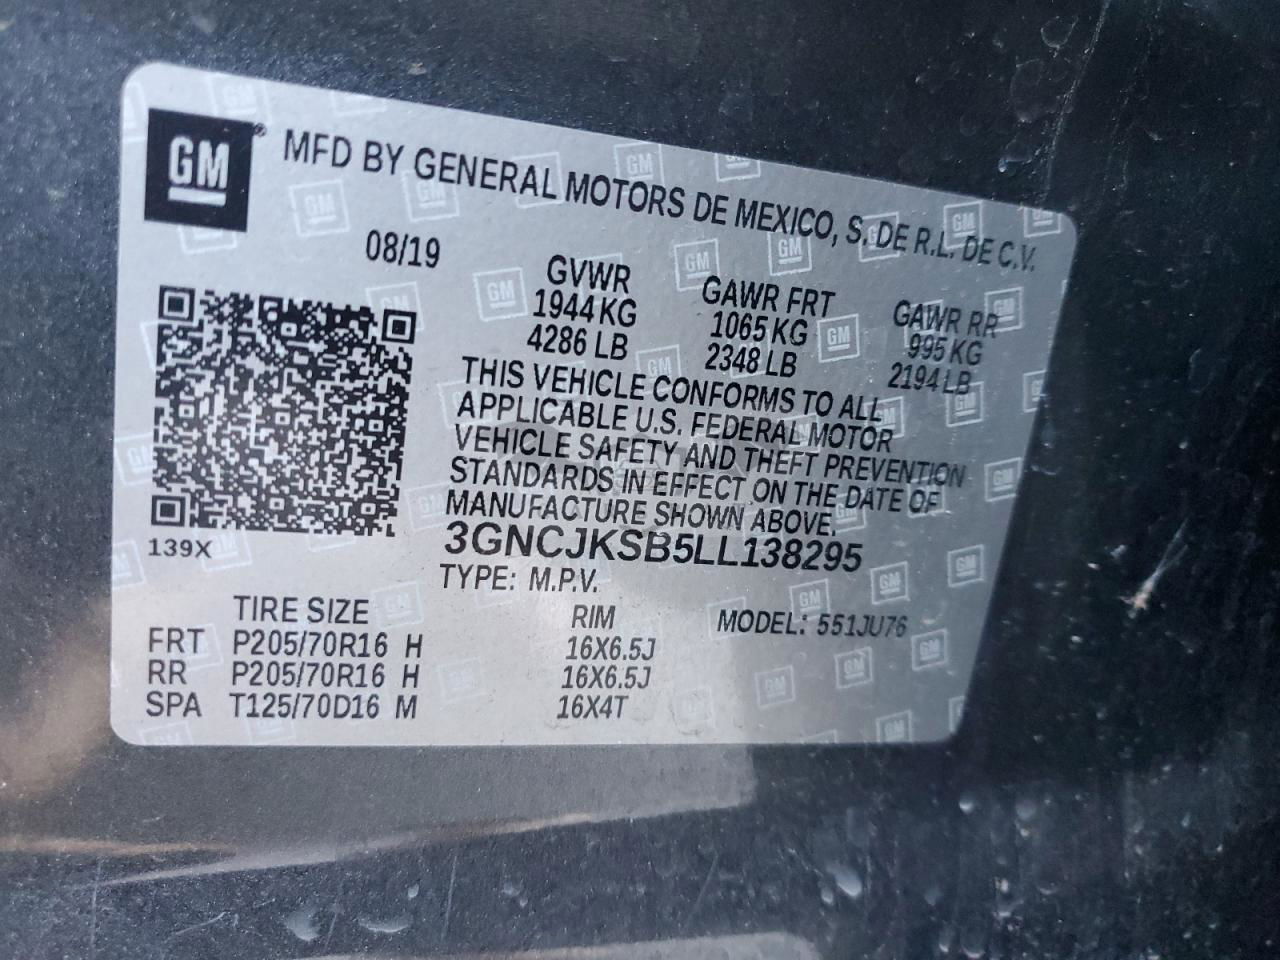 GM
MFD BY GENERAL MOTORS DE MEXICO, S. DE R.L. DE C.V.
08/19
GVWR GAWR FRT GAWR RR
1944 KG 1065 KG 995 KG
4286 LB 2348 LB 2194 LB
THIS VEHICLE CONFORMS TO ALL
APPLICABLE U.S. FEDERAL MOTOR
VEHICLE SAFETY AND THEFT PREVENTION
STANDARDS IN EFFECT ON THE DATE OF
MANUFACTURE SHOWN ABOVE.
139X
3GNCJKSB5LL138295
TYPE: M.P.V.
TIRE SIZE RIM MODEL: 551JU76
FRT P205/70R16 H 16X6.5J
RR P205/70R16 H 16X6.5J
SPA T125/70D16 M 16X4T